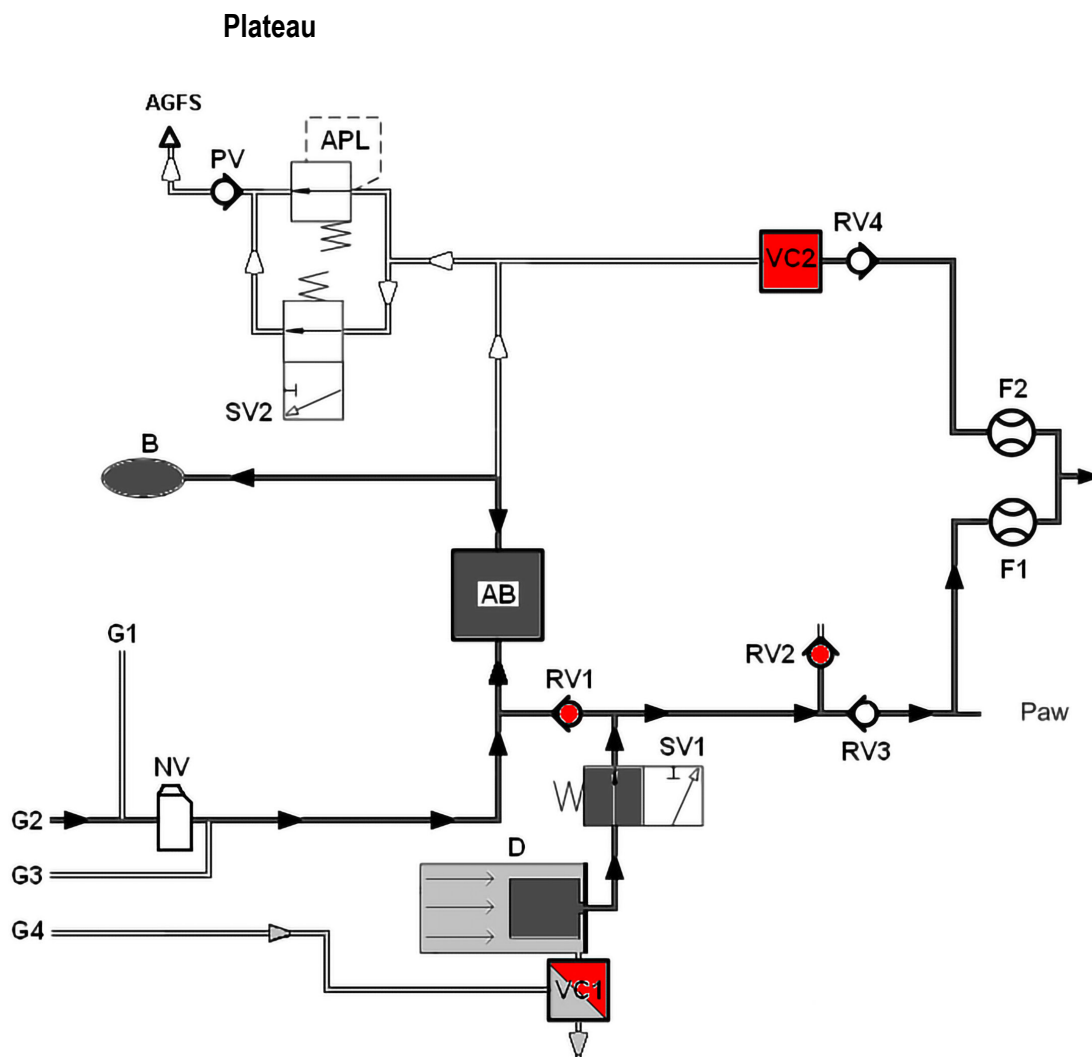 Plateau
AGFS
PV
APL
RV4
VC2
SV2
F2
B
F1
AB
G1
RV1
RV2
Paw
RV3
SV1
NV
G2
D
G3
G4
VC1